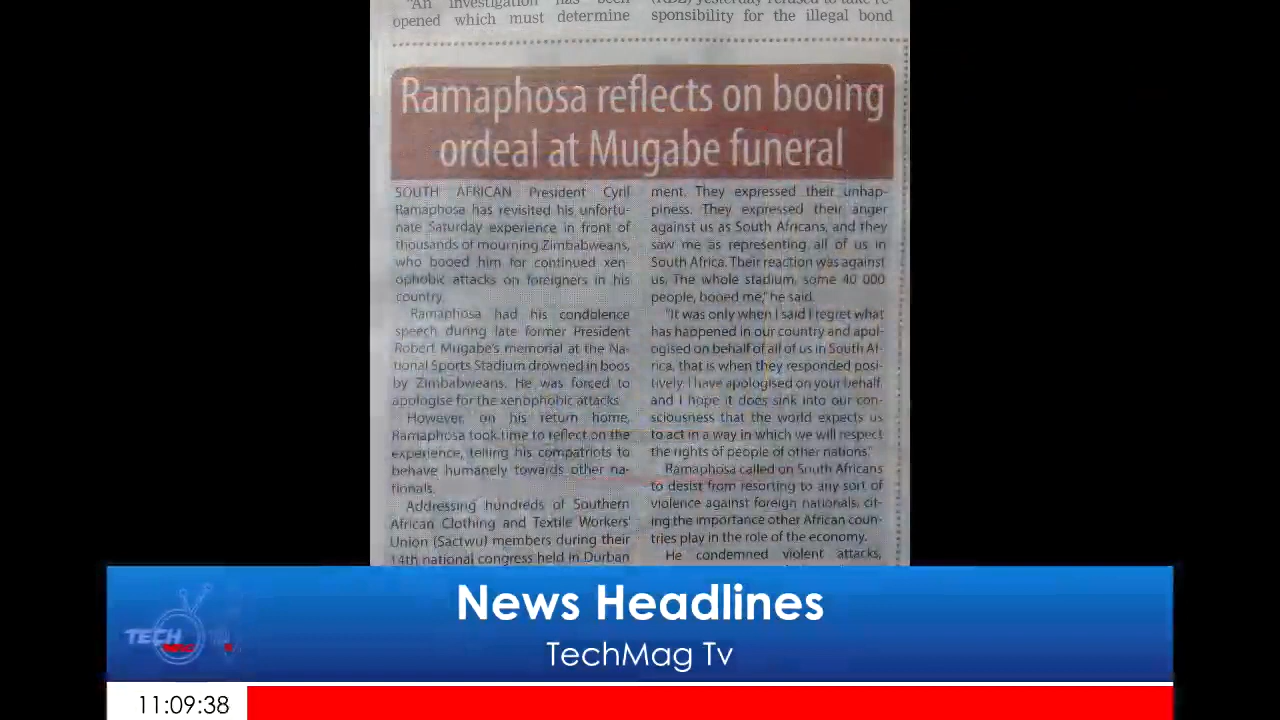 "An investigation has been
opened which must determine
yesterday refused to take re-
sponsibility for the illegal bond
Ramaphosa reflects on booing
ordeal at Mugabe funeral
SOUTH AFRICAN President Cyril
Ramaphosa has revisited his unfortu-
nate Saturday experience in front of
thousands of mourning Zimbabweans,
who booed him for continued xen-
ophobic attacks on foreigners in his
country.
Ramaphosa had his condolence
speech during late former President
Robert Mugabe's memorial at the Na-
tional Sports Stadium drowned in boos
by Zimbabweans. He was forced to
apologise for the xenophobic attacks.
However, on his return home,
Ramaphosa took time to reflect on the
experience, telling his compatriots to
behave humanely towards other na-
tionals.
Addressing hundreds of Southern
African Clothing and Textile Workers'
Union (Sactwu) members during their
14th national congress held in Durban
ment. They expressed their unhap-
piness. They expressed their anger
against us as South Africans, and they
saw me as representing all of us in
South Africa. Their reaction was against
us. The whole stadium, some 40 000
people, booed me," he said.
"It was only when I said I regret what
has happened in our country and apol-
ogised on behalf of all of us in South Af-
rica, that is when they responded posi-
tively. I have apologised on your behalf
and I hope it does sink into our con-
sciousness that the world expects us
to act in a way in which we will respect
the rights of people of other nations."
Ramaphosa called on South Africans
to desist from resorting to any sort of
violence against foreign nationals, cit-
ing the importance other African coun-
tries play in the role of the economy.
He condemned violent attacks,
News Headlines
TechMag Tv
TECH
11:09:38